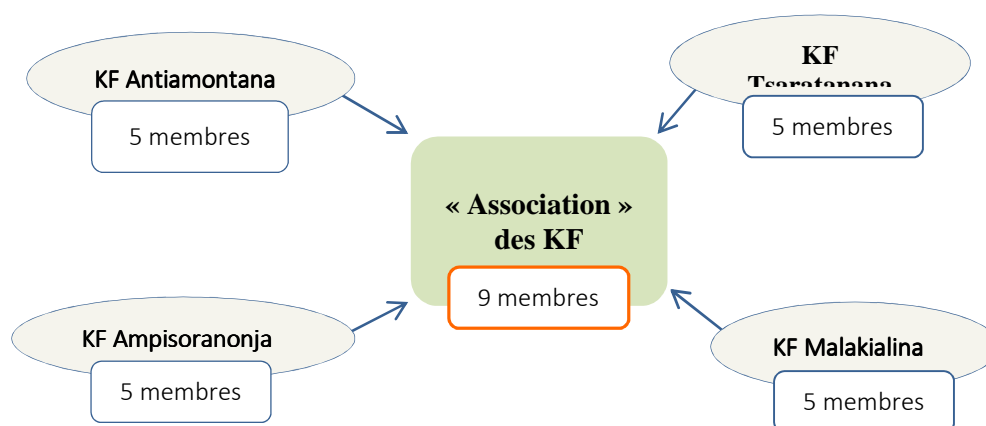 KF Antiamontana
5 membres
KF
Tsaratanana
5 membres
« Association »
des KF
9 membres
KF Ampisoranonja
5 membres
KF Malakialina
5 membres